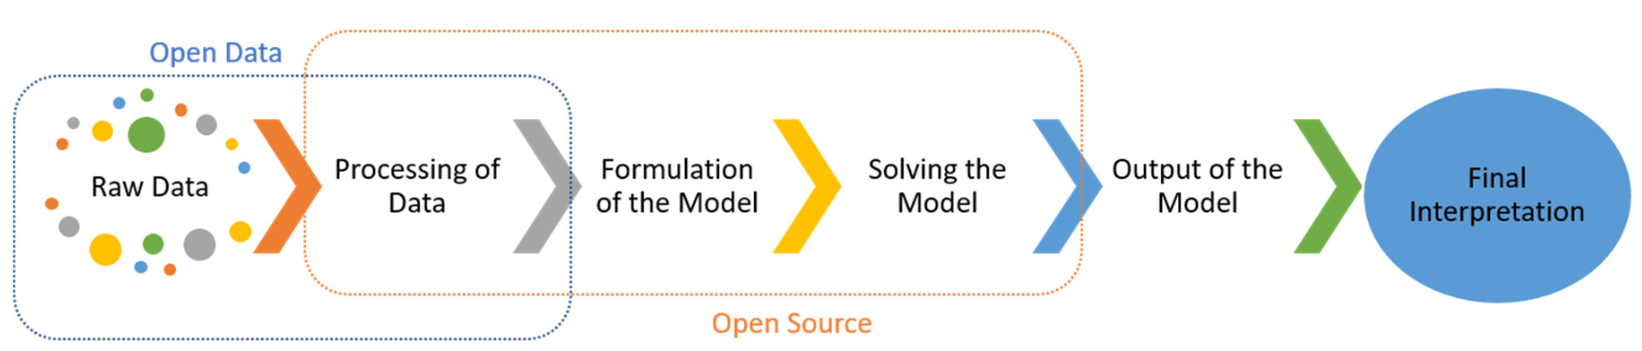 Open Data
Raw Data
Processing of
Data
Formulation
of the Model
Solving the
Model
Output of the
Model
Final
Interpretation
Open Source